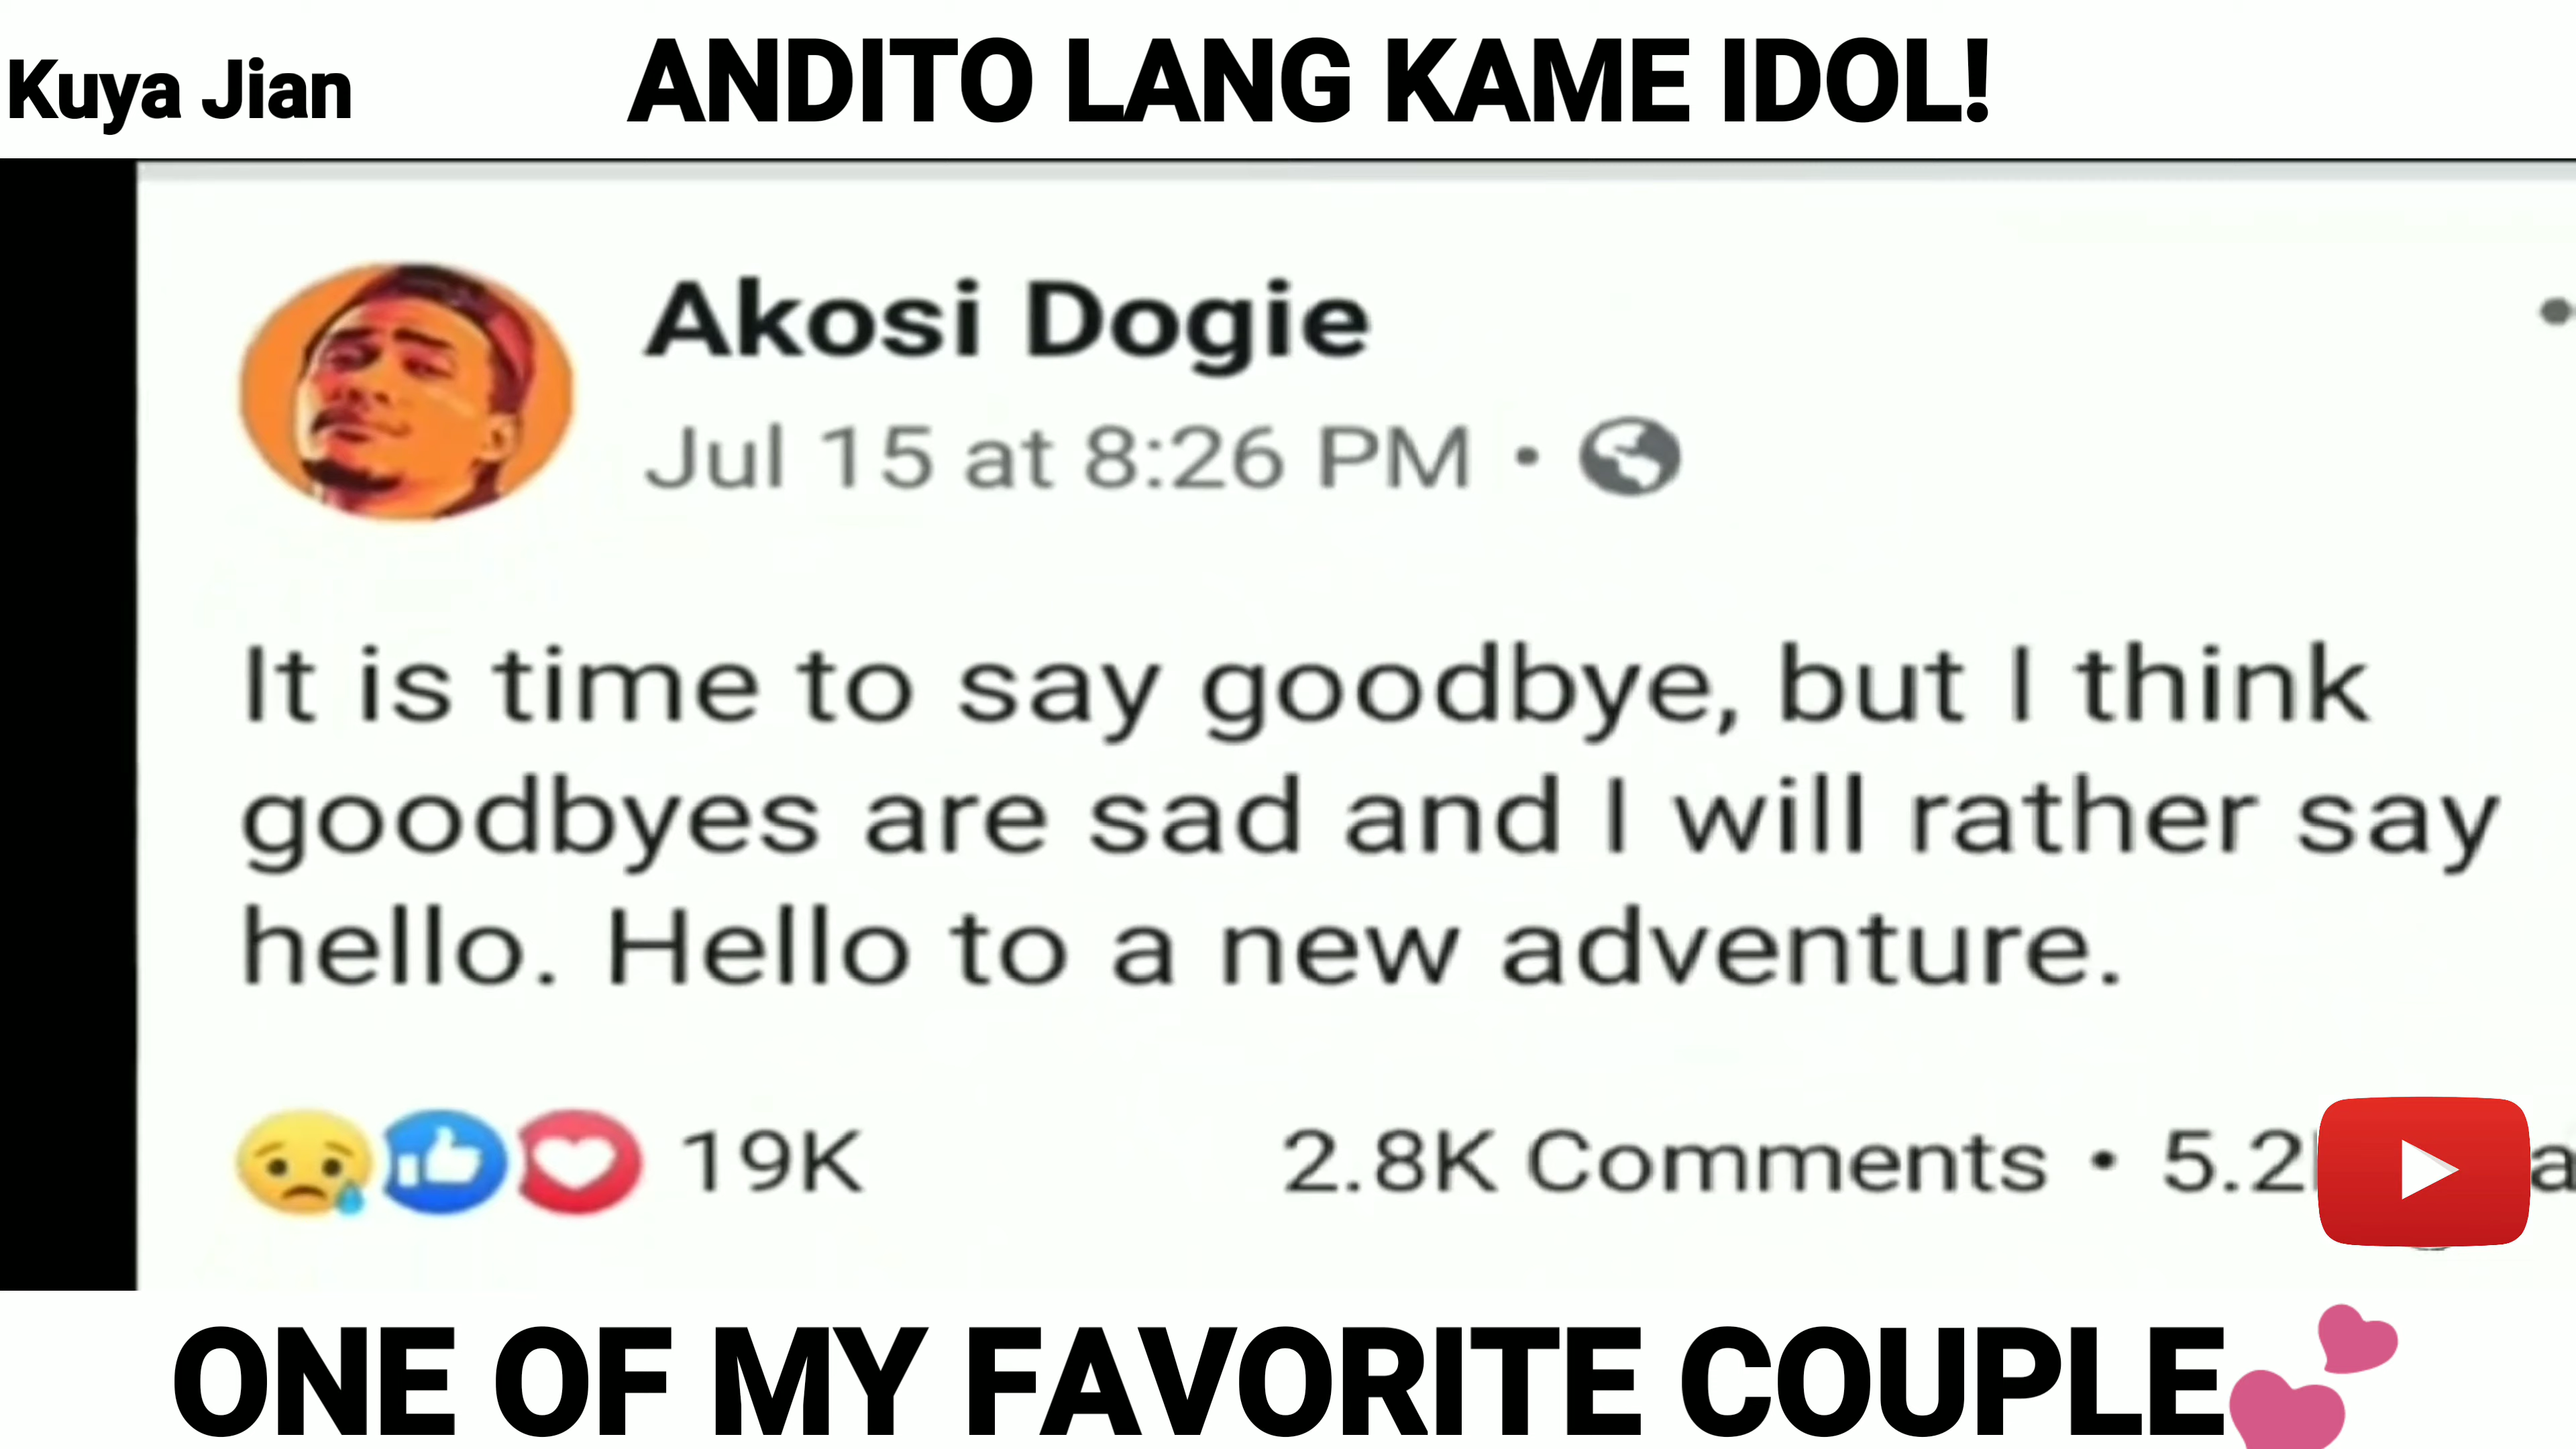 Kuya Jian
ANDITO LANG KAME IDOL!
Akosi Dogie
Jul 15 at 8:26 PM •
It is time to say goodbye, but I think
goodbyes are sad and I will rather say
hello. Hello to a new adventure.
19K
2.8K Comments • 5.2
ONE OF MY FAVORITE COUPLE